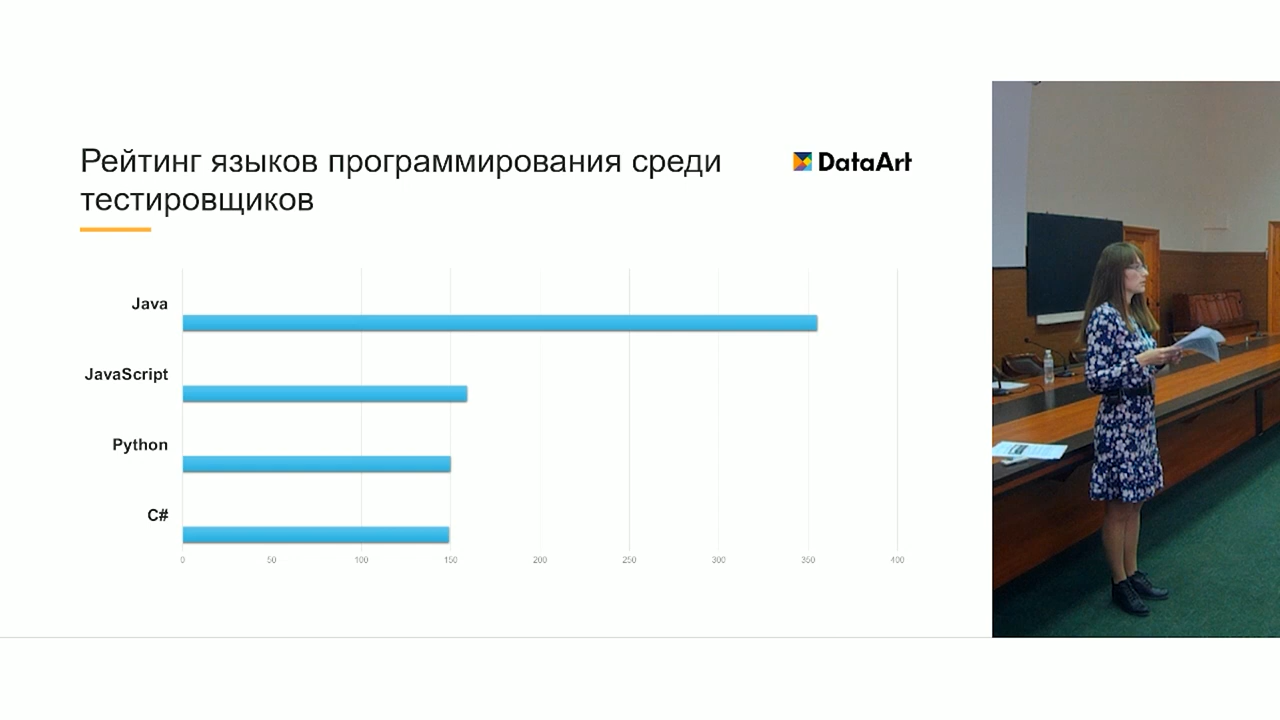 Рейтинг языков программирования среди
тестировщиков
DataArt
Java
JavaScript
Python
C#
0 50 100 150 200 250 300 350 400